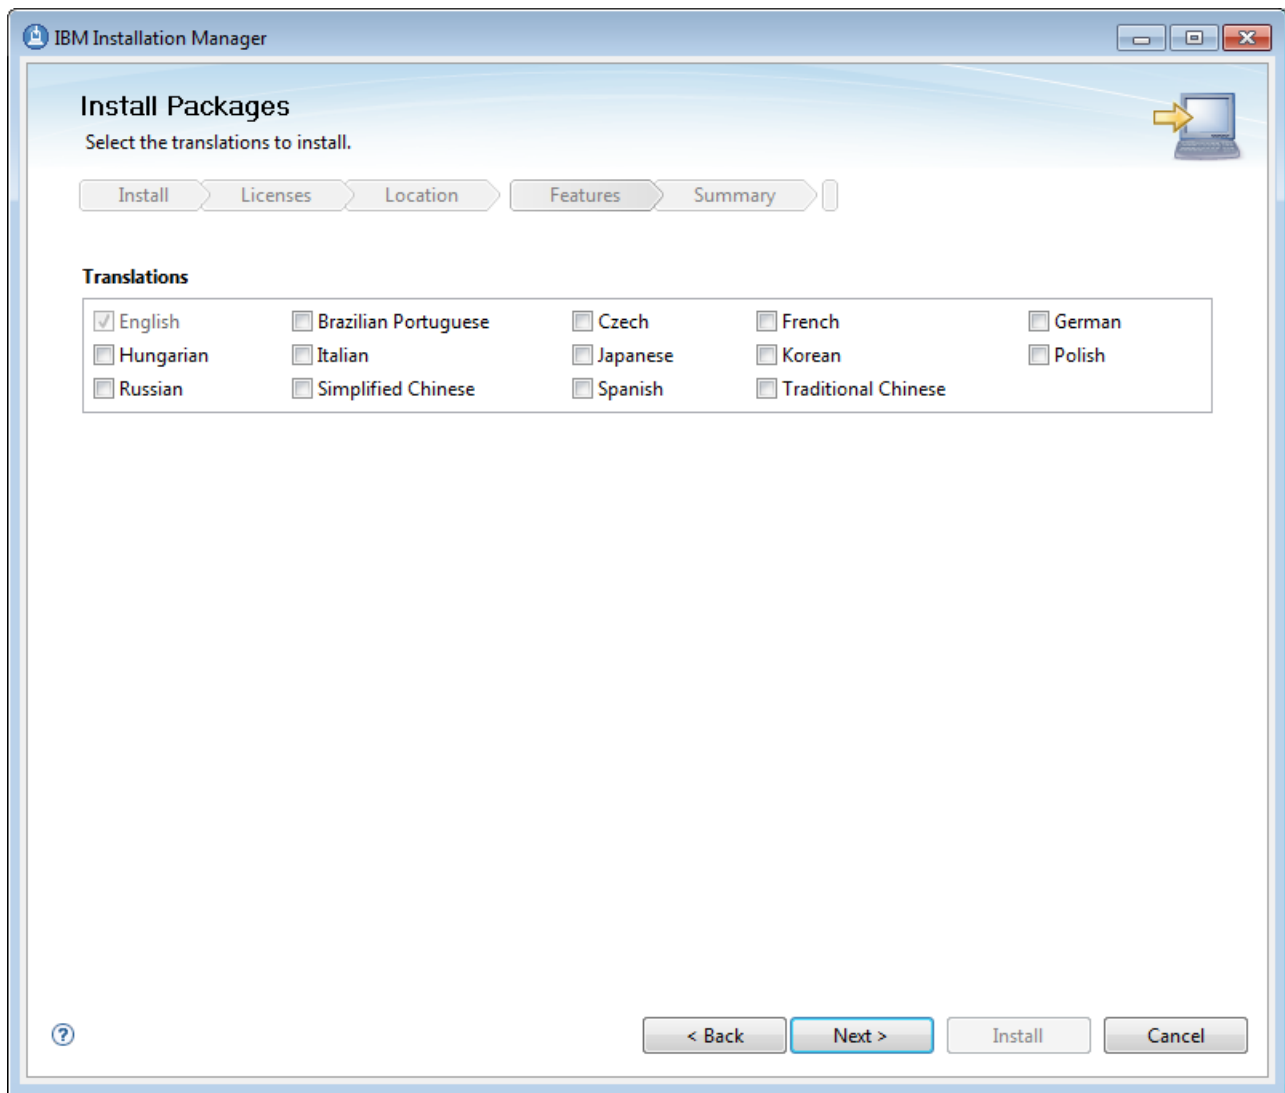 IBM Installation Manager
Install Packages
Select the translations to install.
Install Licenses Location Features Summary
Translations
English Brazilian Portuguese Czech French German
Hungarian Italian Japanese Korean Polish
Russian Simplified Chinese Spanish Traditional Chinese
? < Back Next > Install Cancel